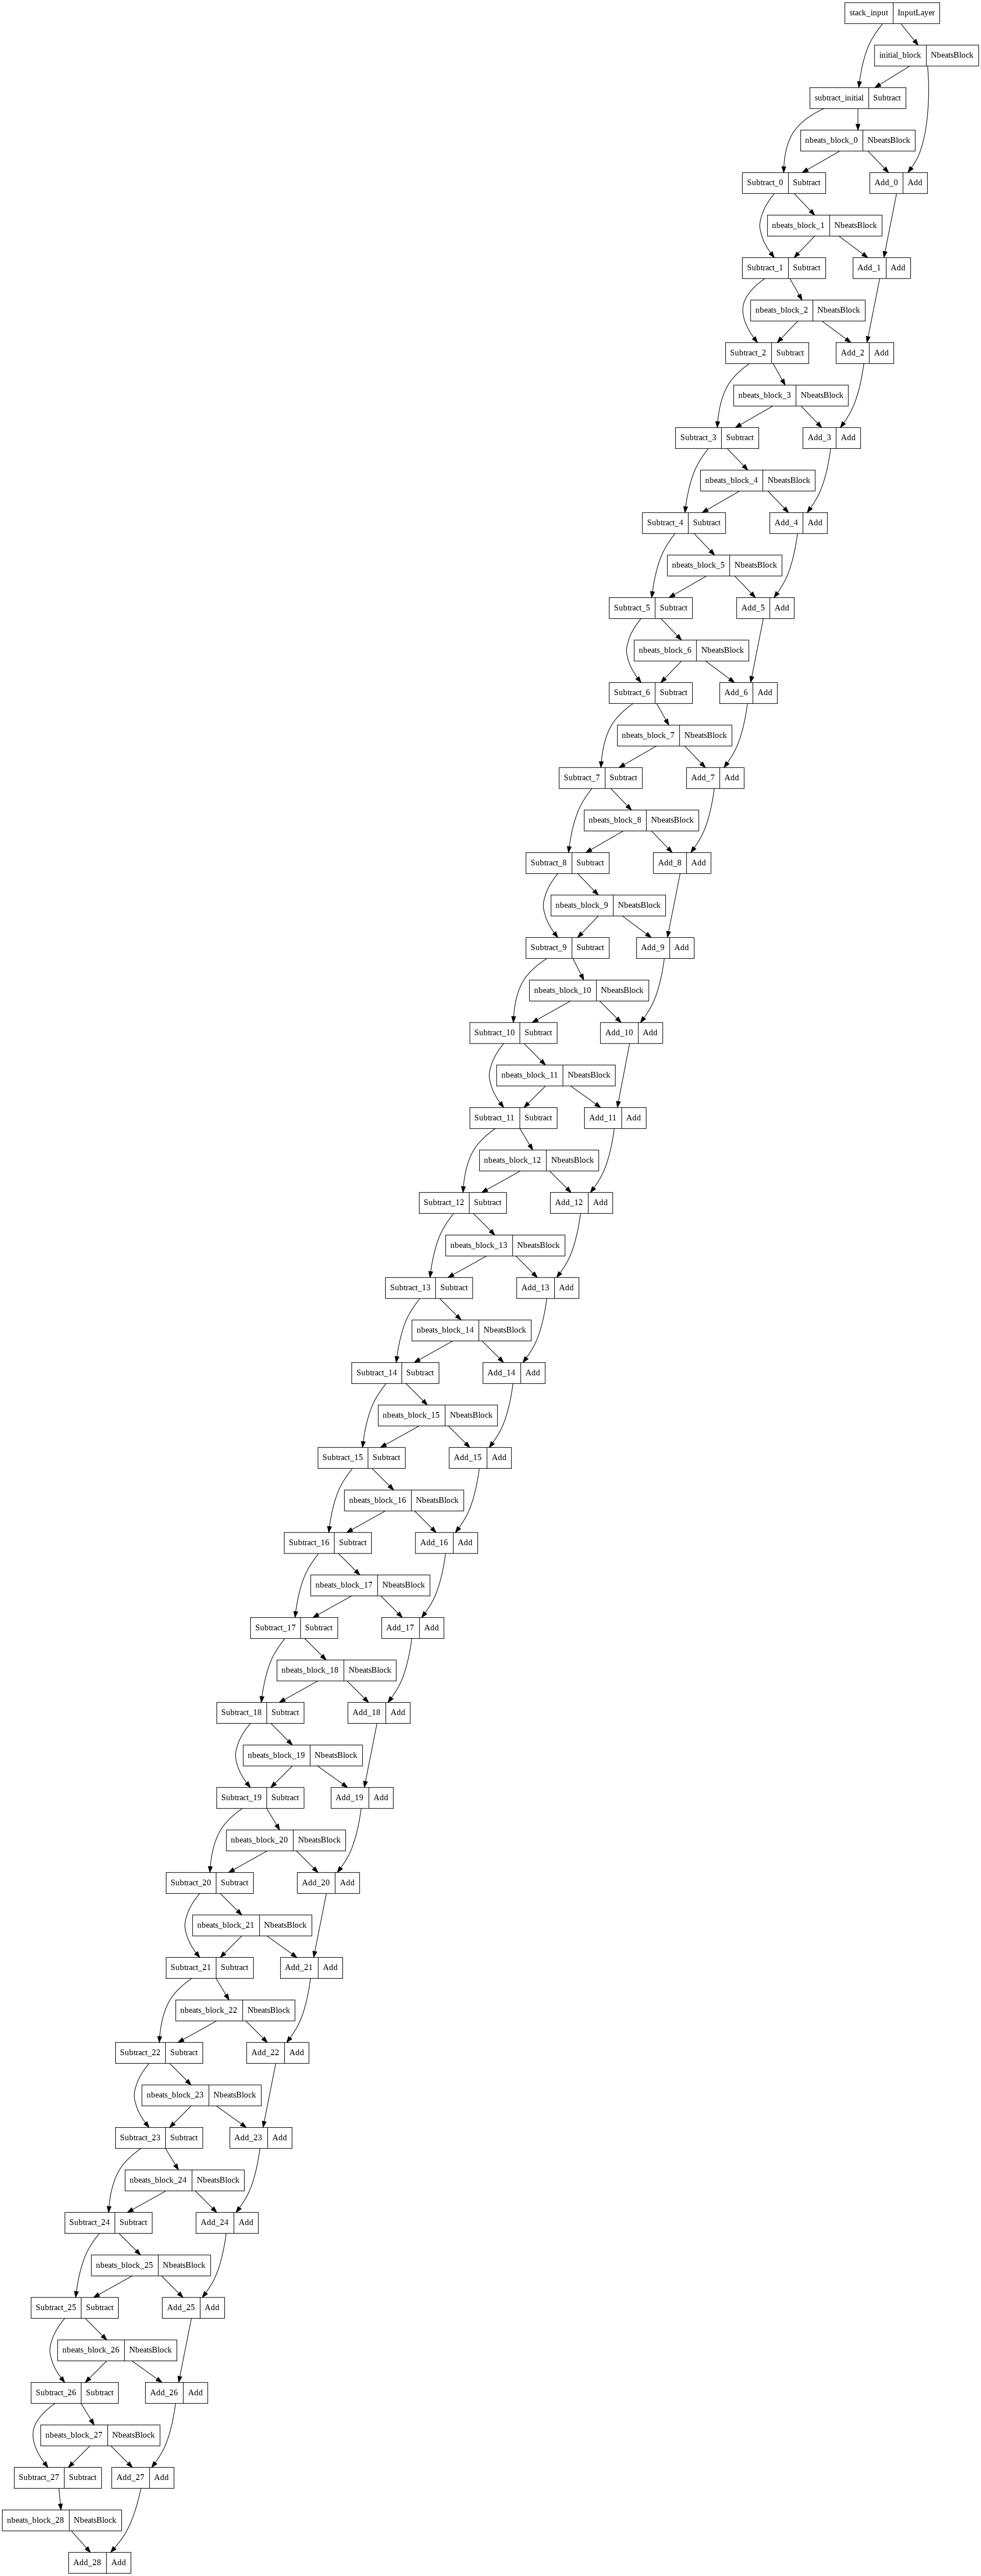 stack_input InputLayer
initial_block NbeatsBlock
subtract_initial Subtract
nbeats_block_0 NbeatsBlock
Subtract_0 Subtract Add_0 Add
nbeats_block_1 NbeatsBlock
Subtract_1 Subtract Add_1 Add
nbeats_block_2 NbeatsBlock
Subtract_2 Subtract Add_2 Add
nbeats_block_3 NbeatsBlock
Subtract_3 Subtract Add_3 Add
nbeats_block_4 NbeatsBlock
Subtract_4 Subtract Add_4 Add
nbeats_block_5 NbeatsBlock
Subtract_5 Subtract Add_5 Add
nbeats_block_6 NbeatsBlock
Subtract_6 Subtract Add_6 Add
nbeats_block_7 NbeatsBlock
Subtract_7 Subtract Add_7 Add
nbeats_block_8 NbeatsBlock
Subtract_8 Subtract Add_8 Add
nbeats_block_9 NbeatsBlock
Subtract_9 Subtract Add_9 Add
nbeats_block_10 NbeatsBlock
Subtract_10 Subtract Add_10 Add
nbeats_block_11 NbeatsBlock
Subtract_11 Subtract Add_11 Add
nbeats_block_12 NbeatsBlock
Subtract_12 Subtract Add_12 Add
nbeats_block_13 NbeatsBlock
Subtract_13 Subtract Add_13 Add
nbeats_block_14 NbeatsBlock
Subtract_14 Subtract Add_14 Add
nbeats_block_15 NbeatsBlock
Subtract_15 Subtract Add_15 Add
nbeats_block_16 NbeatsBlock
Subtract_16 Subtract Add_16 Add
nbeats_block_17 NbeatsBlock
Subtract_17 Subtract Add_17 Add
nbeats_block_18 NbeatsBlock
Subtract_18 Subtract Add_18 Add
nbeats_block_19 NbeatsBlock
Subtract_19 Subtract Add_19 Add
nbeats_block_20 NbeatsBlock
Subtract_20 Subtract Add_20 Add
nbeats_block_21 NbeatsBlock
Subtract_21 Subtract Add_21 Add
nbeats_block_22 NbeatsBlock
Subtract_22 Subtract Add_22 Add
nbeats_block_23 NbeatsBlock
Subtract_23 Subtract Add_23 Add
nbeats_block_24 NbeatsBlock
Subtract_24 Subtract Add_24 Add
nbeats_block_25 NbeatsBlock
Subtract_25 Subtract Add_25 Add
nbeats_block_26 NbeatsBlock
Subtract_26 Subtract Add_26 Add
nbeats_block_27 NbeatsBlock
Subtract_27 Subtract Add_27 Add
nbeats_block_28 NbeatsBlock
Add_28 Add